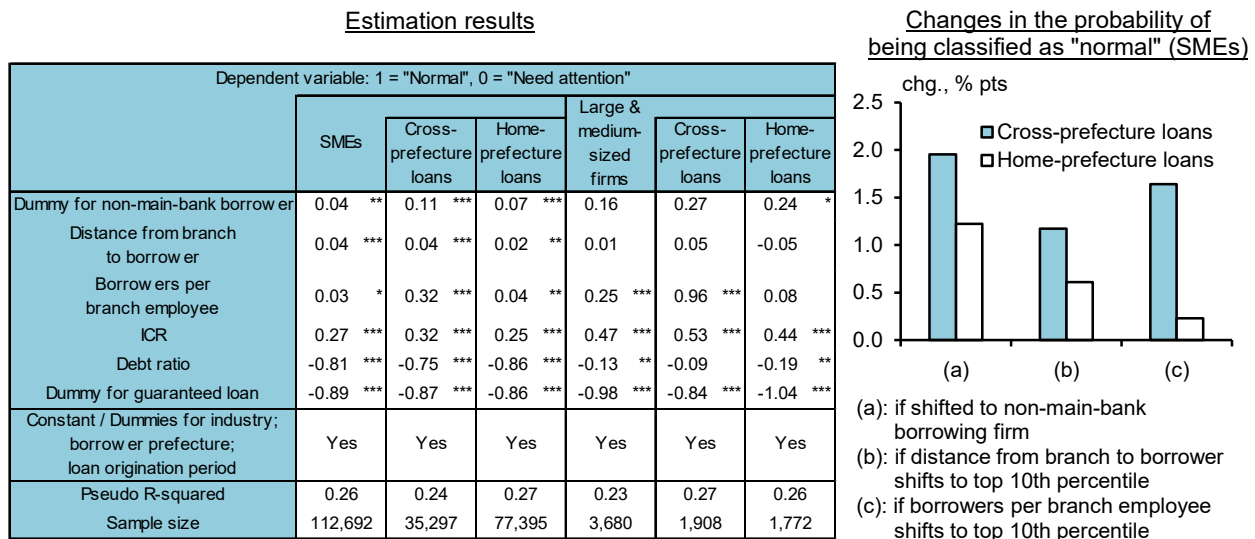 Estimation results
Dependent variable: 1 = "Normal", 0 = "Need attention"
SMEs
Cross-
prefecture
loans
Home-
prefecture
loans
Large &
medium-
sized
firms
Cross-
prefecture
loans
Home-
prefecture
loans
Dummy for non-main-bank borrower 0.04 ** 0.11 *** 0.07 *** 0.16 0.27 0.24 *
Distance from branch
to borrower
0.04 *** 0.04 *** 0.02 ** 0.01 0.05 -0.05
Borrowers per
branch employee
0.03 * 0.32 *** 0.04 ** 0.25 *** 0.96 *** 0.08
ICR 0.27 *** 0.32 *** 0.25 *** 0.47 *** 0.53 *** 0.44 ***
Debt ratio -0.81 *** -0.75 *** -0.86 *** -0.13 ** -0.09 -0.19 **
Dummy for guaranteed loan -0.89 *** -0.87 *** -0.86 *** -0.98 *** -0.84 *** -1.04 ***
Constant / Dummies for industry;
borrower prefecture;
loan origination period
Yes Yes Yes Yes Yes Yes
Pseudo R-squared 0.26 0.24 0.27 0.23 0.27 0.26
Sample size 112,692 35,297 77,395 3,680 1,908 1,772
Changes in the probability of
being classified as "normal" (SMEs)
chg., % pts
2.5
2.0
1.5
1.0
0.5
0.0
Cross-prefecture loans
Home-prefecture loans
(a) (b) (c)
(a): if shifted to non-main-bank
borrowing firm
(b): if distance from branch to borrower
shifts to top 10th percentile
(c): if borrowers per branch employee
shifts to top 10th percentile